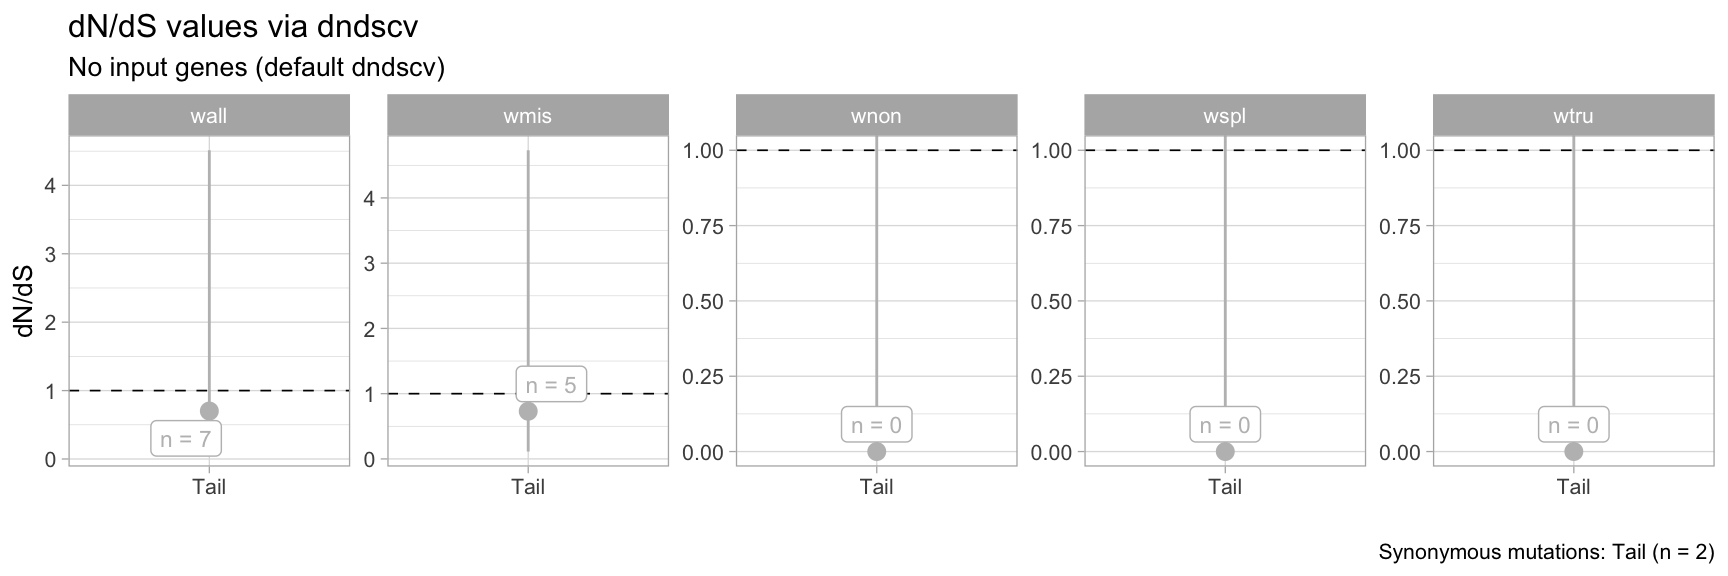 dN/dS values via dndscv
No input genes (default dndscv)
wall
wmis
wnon
wspl
wtru
dN/dS
4
3
2
1
0
n = 7
Tail
4
3
2
1
0
n = 5
Tail
1.00
0.75
0.50
0.25
0.00
n = 0
Tail
1.00
0.75
0.50
0.25
0.00
n = 0
Tail
1.00
0.75
0.50
0.25
0.00
n = 0
Tail
Synonymous mutations: Tail (n = 2)